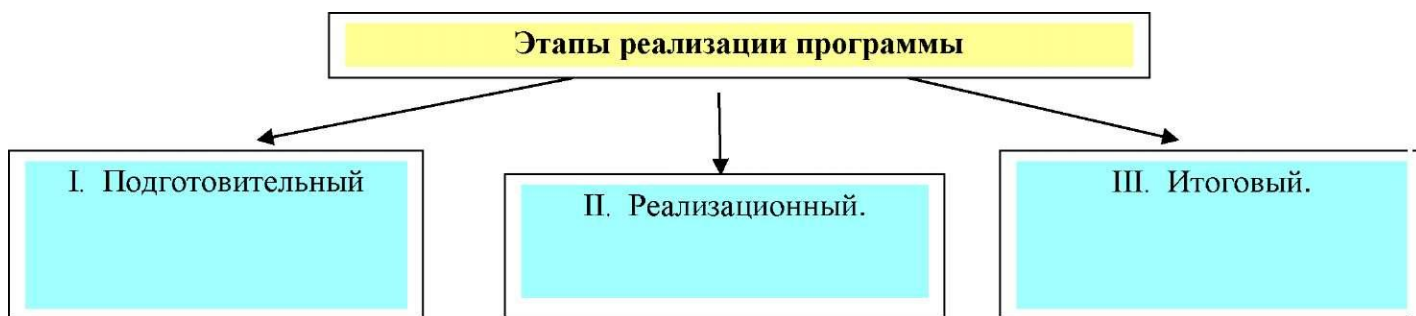 Этапы реализации программы
I. Подготовительный
II. Реализационный.
III. Итоговый.